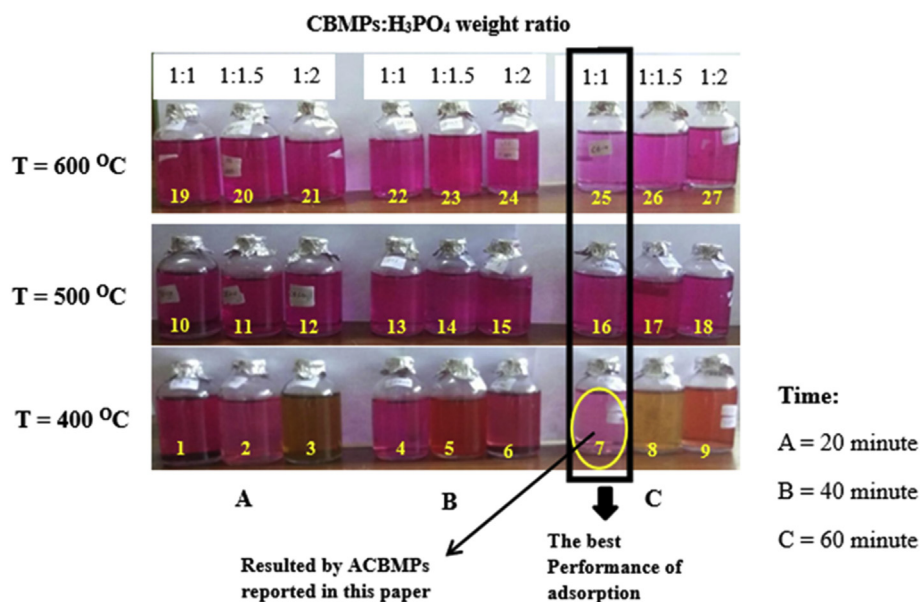 CBMPs:H₃PO₄ weight ratio
1:1 1:1.5 1:2 1:1 1:1.5 1:2 1:1 1:1.5 1:2
T = 600 ⁰C
19 20 21 22 23 24 25 26 27
T = 500 ⁰C
10 11 12 13 14 15 16 17 18
T = 400 ⁰C
1 2 3 4 5 6 7 8 9
A B C
Resulted by ACBMPs
reported in this paper
The best
Performance of
adsorption
Time:
A = 20 minute
B = 40 minute
C = 60 minute